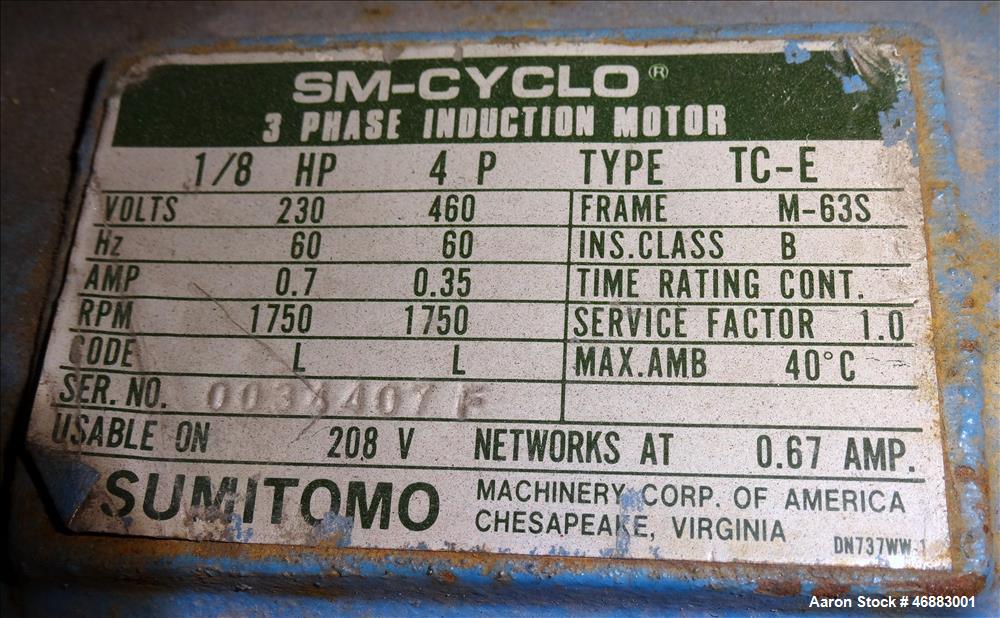 SM-CYCLO®
3 PHASE INDUCTION MOTOR
1/8 HP 4 P TYPE TC-E
VOLTS 230 460 FRAME M-63S
Hz 60 60 INS.CLASS B
AMP 0.7 0.35 TIME RATING CONT.
RPM 1750 1750 SERVICE FACTOR 1.0
CODE L L MAX.AMB 40°C
SER. NO.
USABLE ON 208 V NETWORKS AT 0.67 AMP.
SUMITOMO MACHINERY CORP. OF AMERICA
CHESAPEAKE, VIRGINIA
DN737WW-1
Aaron Stock # 46883001